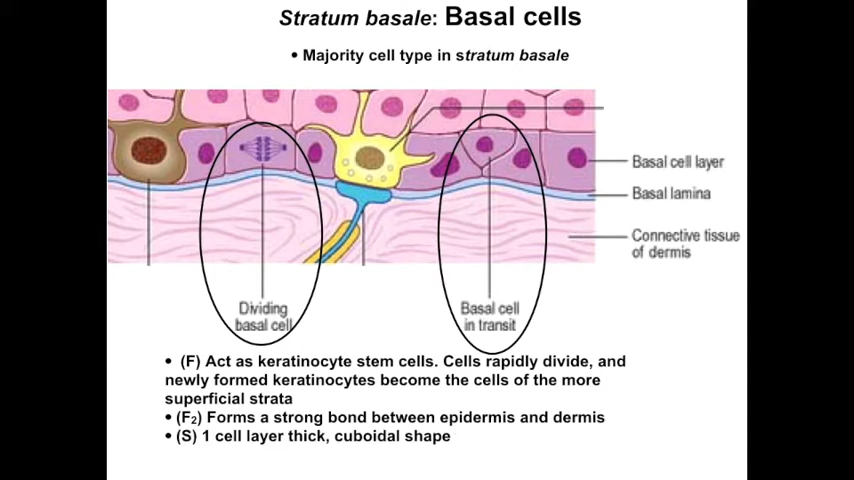 Stratum basale: Basal cells
• Majority cell type in stratum basale
Basal cell layer
Basal lamina
Connective tissue
of dermis
Dividing
basal cell
Basal cell
in transit
• (F) Act as keratinocyte stem cells. Cells rapidly divide, and
newly formed keratinocytes become the cells of the more
superficial strata
• (F₂) Forms a strong bond between epidermis and dermis
• (S) 1 cell layer thick, cuboidal shape